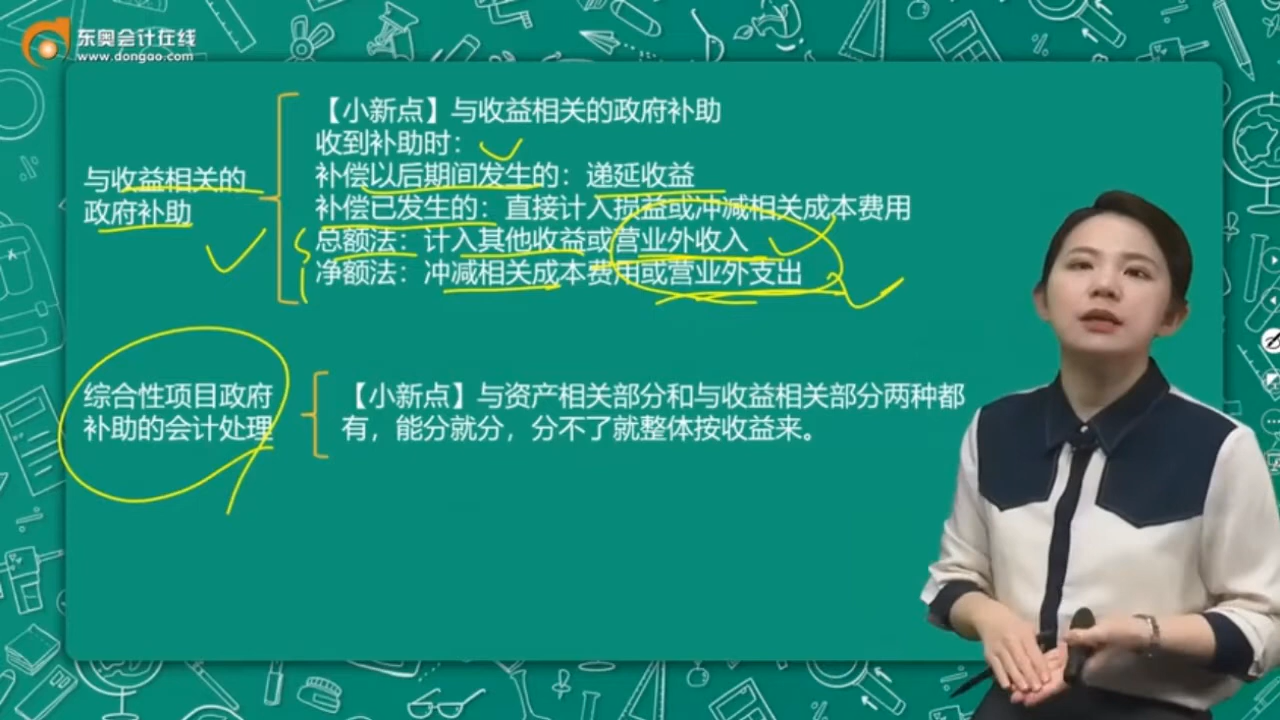 东奥会计在线
www.dongao.com
【小新点】与收益相关的政府补助
收到补助时：
与收益相关的
政府补助
补偿以后期间发生的：递延收益
补偿已发生的：直接计入损益或冲减相关成本费用
总额法：计入其他收益或营业外收入
净额法：冲减相关成本费用或营业外支出
综合性项目政府
补助的会计处理
【小新点】与资产相关部分和与收益相关部分两种都
有，能分就分，分不了就整体按收益来。